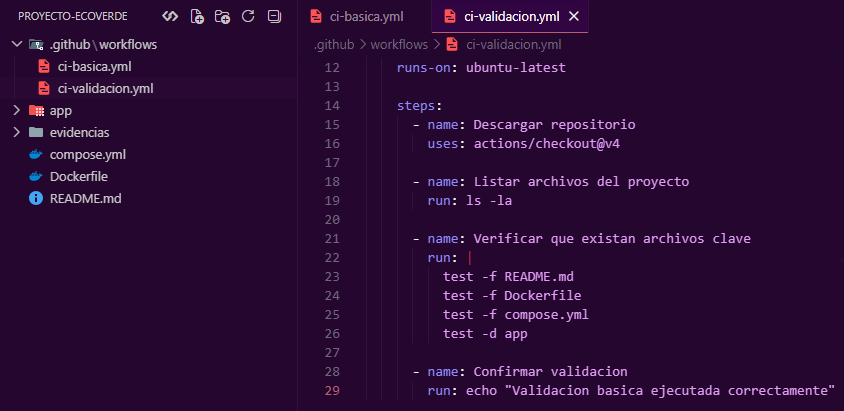 PROYECTO-ECOVERDE
.github\workflows
ci-basica.yml
ci-validacion.yml
app
evidencias
compose.yml
Dockerfile
README.md
ci-basica.yml
ci-validacion.yml
.github > workflows > ci-validacion.yml
12 runs-on: ubuntu-latest
13
14 steps:
15 - name: Descargar repositorio
16 uses: actions/checkout@v4
17
18 - name: Listar archivos del proyecto
19 run: ls -la
20
21 - name: Verificar que existan archivos clave
22 run: |
23 test -f README.md
24 test -f Dockerfile
25 test -f compose.yml
26 test -d app
27
28 - name: Confirmar validacion
29 run: echo "Validacion basica ejecutada correctamente"